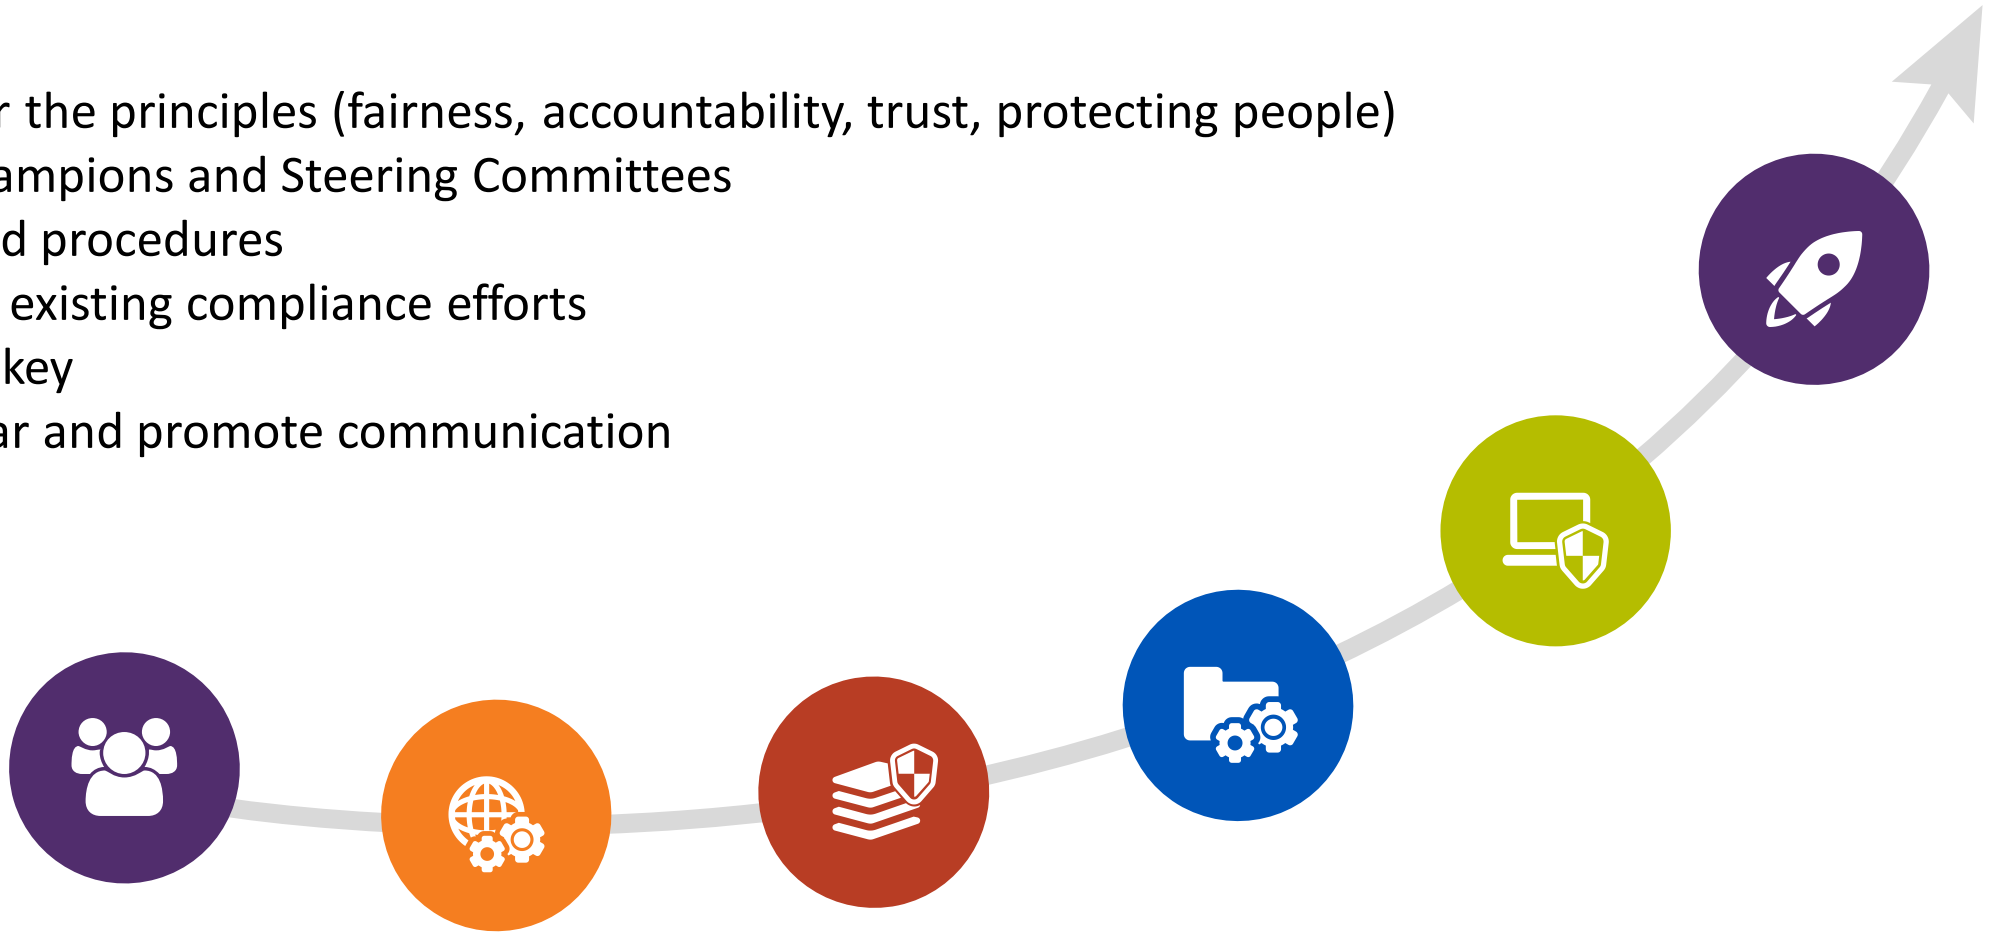 r the principles (fairness, accountability, trust, protecting people)
ampions and Steering Committees
d procedures
existing compliance efforts
key
ar and promote communication